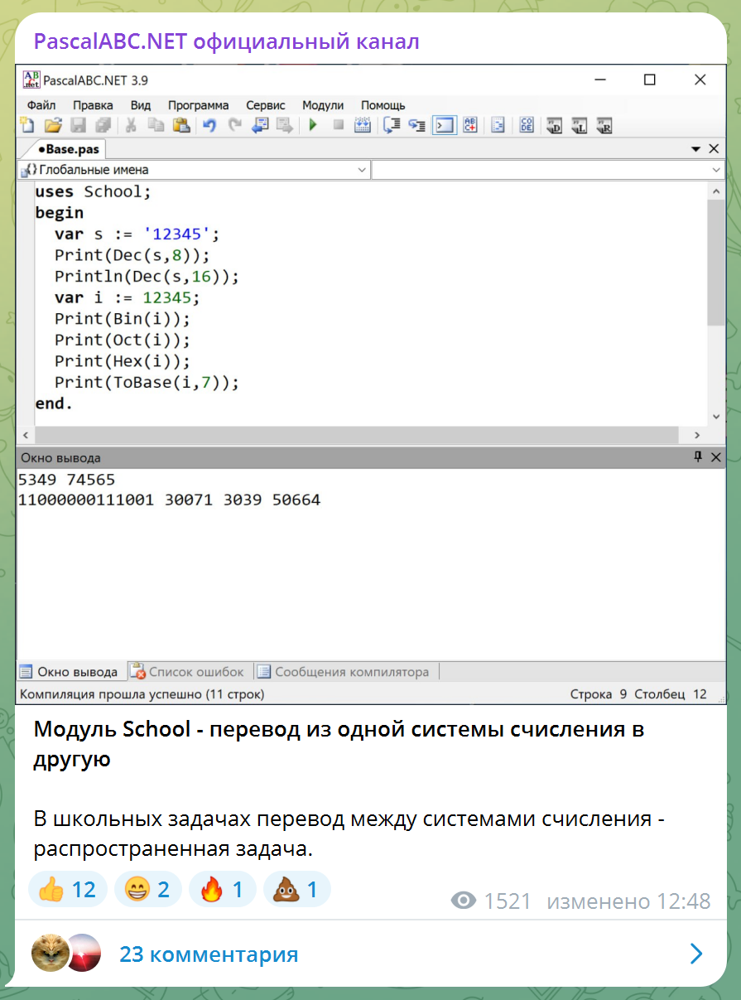 PascalABC.NET официальный канал
PascalABC.NET 3.9
Файл Правка Вид Программа Сервис Модули Помощь
•Base.pas
Глобальные имена
uses School;
begin
var s := '12345';
Print(Dec(s,8));
Println(Dec(s,16));
var i := 12345;
Print(Bin(i));
Print(Oct(i));
Print(Hex(i));
Print(ToBase(i,7));
end.
Окно вывода
5349 74565
11000000111001 30071 3039 50664
Окно вывода Список ошибок Сообщения компилятора
Компиляция прошла успешно (11 строк) Строка 9 Столбец 12
Модуль School - перевод из одной системы счисления в
другую
В школьных задачах перевод между системами счисления -
распространенная задача.
12 2 1 1
1521 изменено 12:48
23 комментария